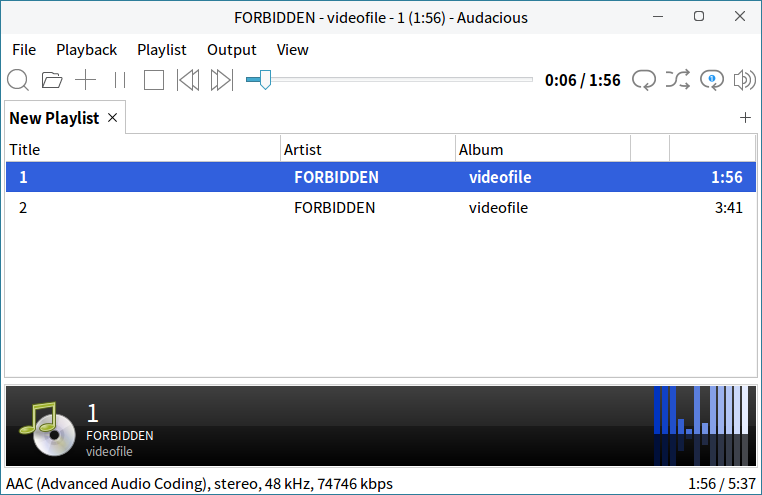 FORBIDDEN - videofile - 1 (1:56) - Audacious
File Playback Playlist Output View
0:06 / 1:56
New Playlist
Title Artist Album
1 FORBIDDEN videofile 1:56
2 FORBIDDEN videofile 3:41
1
FORBIDDEN
videofile
AAC (Advanced Audio Coding), stereo, 48 kHz, 74746 kbps 1:56 / 5:37